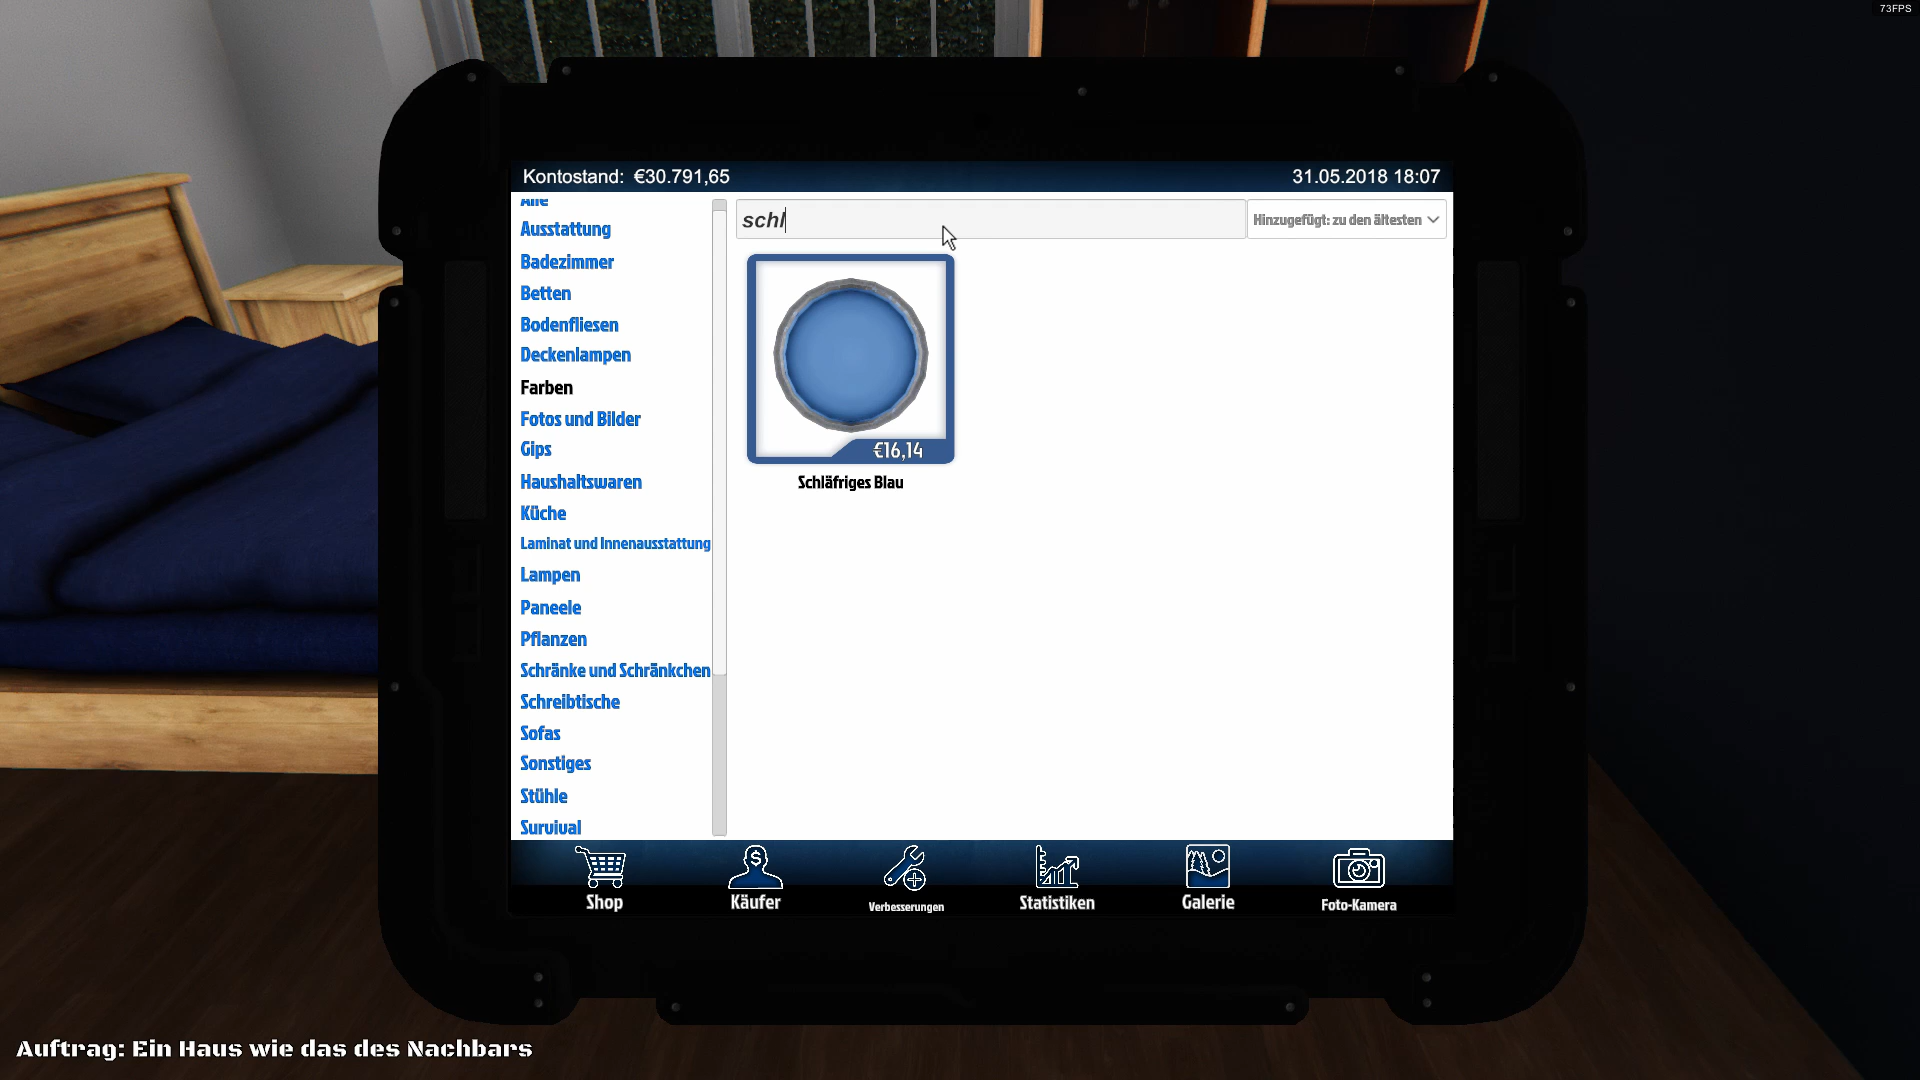 73FPS
Kontostand: €30.791,65
31.05.2018 18:07
Alle
Ausstattung
Badezimmer
Betten
Bodenfliesen
Deckenlampen
Farben
Fotos und Bilder
Gips
Haushaltswaren
Küche
Laminat und Innenausstattung
Lampen
Paneele
Pflanzen
Schränke und Schränkchen
Schreibtische
Sofas
Sonstiges
Stühle
Survival
schl
Hinzugefügt: zu den ältesten
€16,14
Schläfriges Blau
Shop
Käufer
Verbesserungen
Statistiken
Galerie
Foto-Kamera
Auftrag: Ein Haus wie das des Nachbars